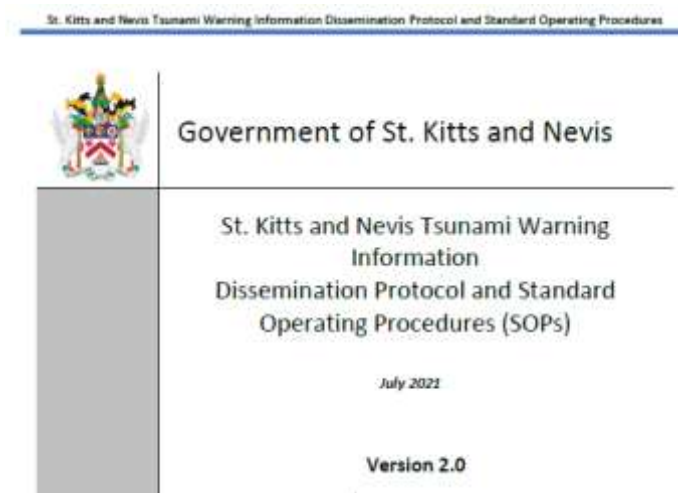 St. Kitts and Nevis Tsunami Warning Information Dissemination Protocol and Standard Operating Procedures
Government of St. Kitts and Nevis
St. Kitts and Nevis Tsunami Warning
Information
Dissemination Protocol and Standard
Operating Procedures (SOPs)
July 2021
Version 2.0